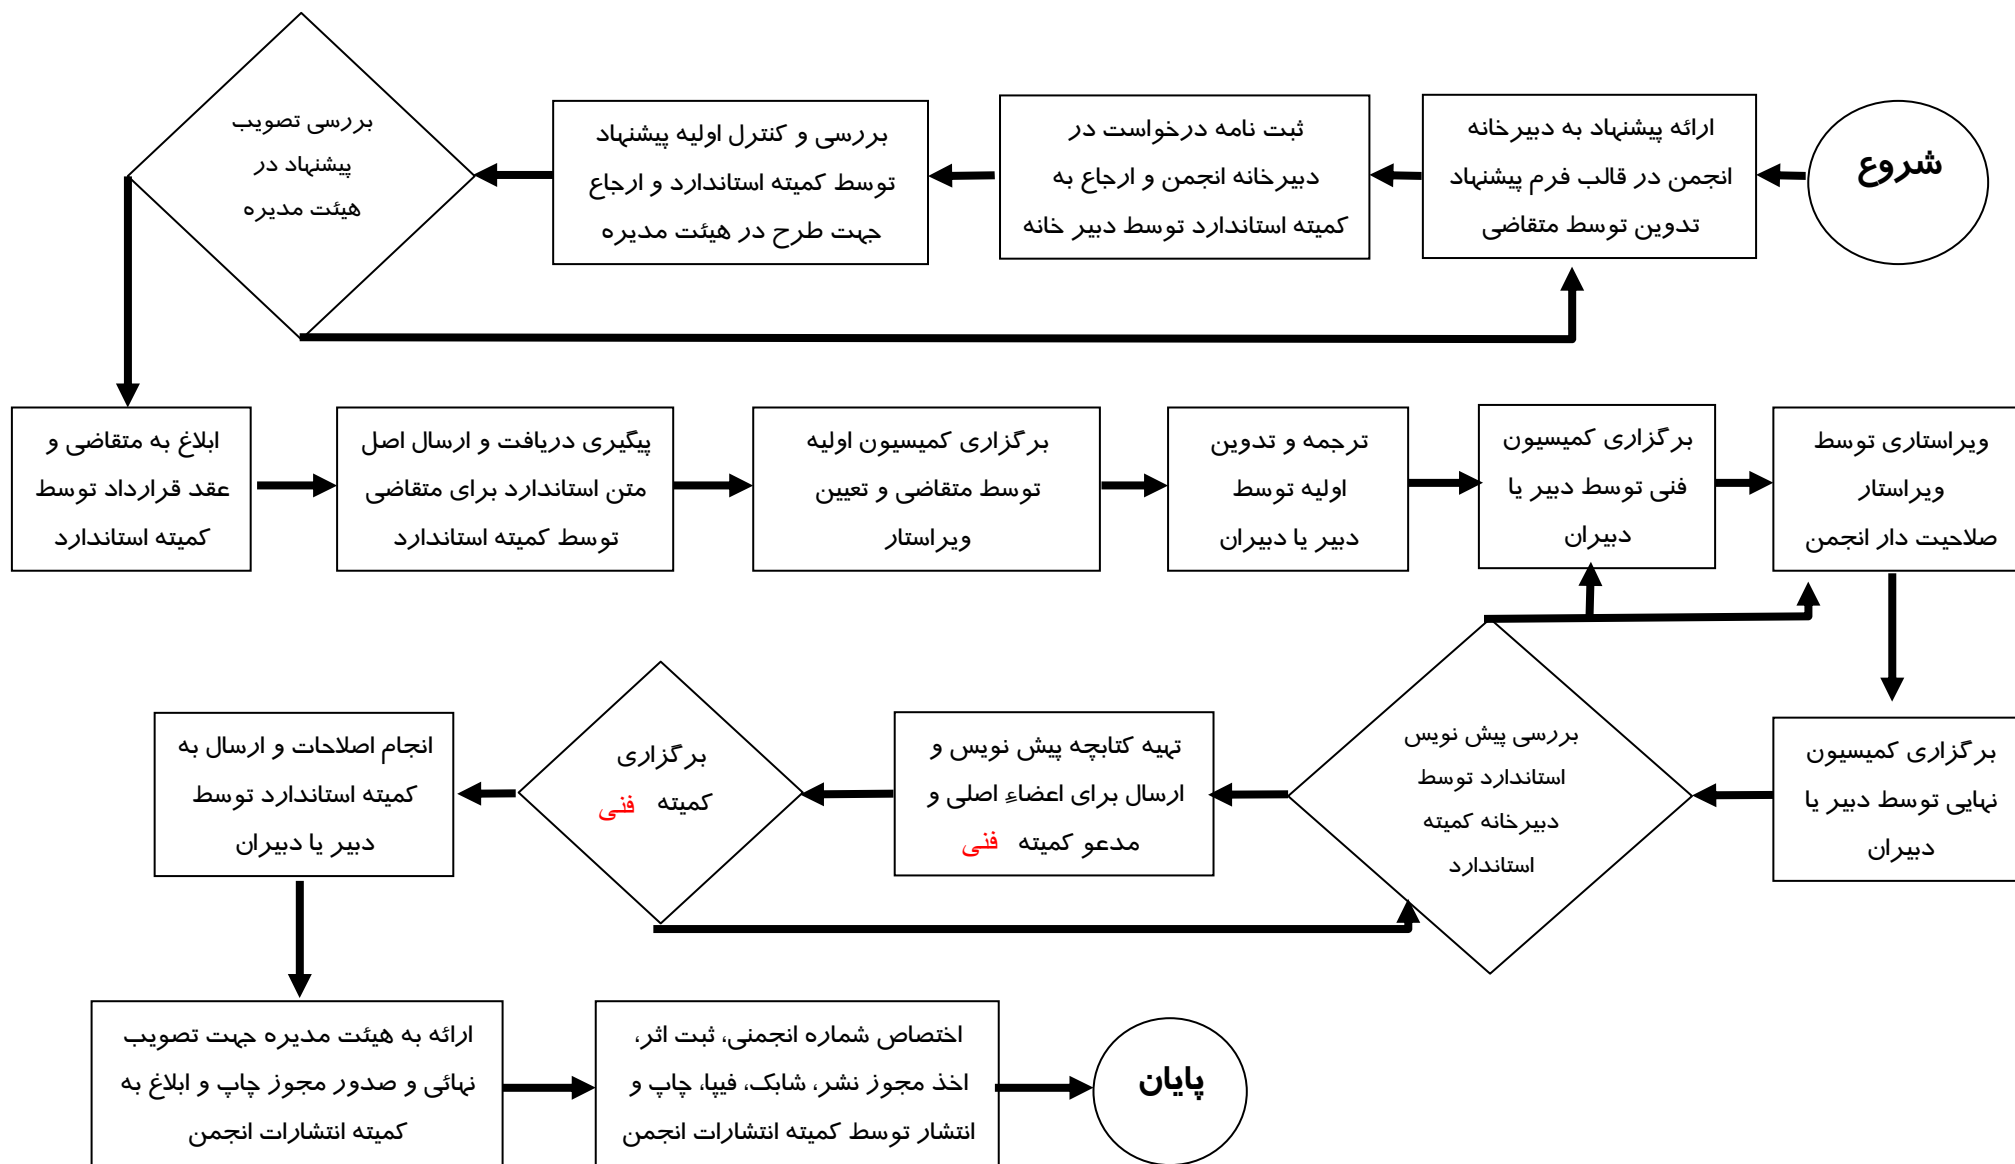 شروع
ارائه پیشنهاد به دبیرخانه
انجمن در قالب فرم پیشنهاد
تدوین توسط متقاضی
ثبت نامه درخواست در
دبیرخانه انجمن و ارجاع به
کمیته استاندارد توسط دبیر خانه
بررسی و کنترل اولیه پیشنهاد
توسط کمیته استاندارد و ارجاع
جهت طرح در هیئت مدیره
بررسی تصویب
پیشنهاد در
هیئت مدیره
ابلاغ به متقاضی و
عقد قرارداد توسط
کمیته استاندارد
پیگیری دریافت و ارسال اصل
متن استاندارد برای متقاضی
توسط کمیته استاندارد
برگزاری کمیسیون اولیه
توسط متقاضی و تعیین
ویراستار
ترجمه و تدوین
اولیه توسط
دبیر یا دبیران
برگزاری کمیسیون
فنی توسط دبیر یا
دبیران
ویراستاری توسط
ویراستار
صلاحیت دار انجمن
برگزاری کمیسیون
نهایی توسط دبیر یا
دبیران
بررسی پیش نویس
استاندارد توسط
دبیرخانه کمیته
استاندارد
تهیه کتابچه پیش نویس و
ارسال برای اعضاءِ اصلی و
مدعو کمیته فنی
برگزاری
کمیته فنی
انجام اصلاحات و ارسال به
کمیته استاندارد توسط
دبیر یا دبیران
ارائه به هیئت مدیره جهت تصویب
نهائی و صدور مجوز چاپ و ابلاغ به
کمیته انتشارات انجمن
اختصاص شماره انجمنی، ثبت اثر،
اخذ مجوز نشر، شابک، فیپا، چاپ و
انتشار توسط کمیته انتشارات انجمن
پایان